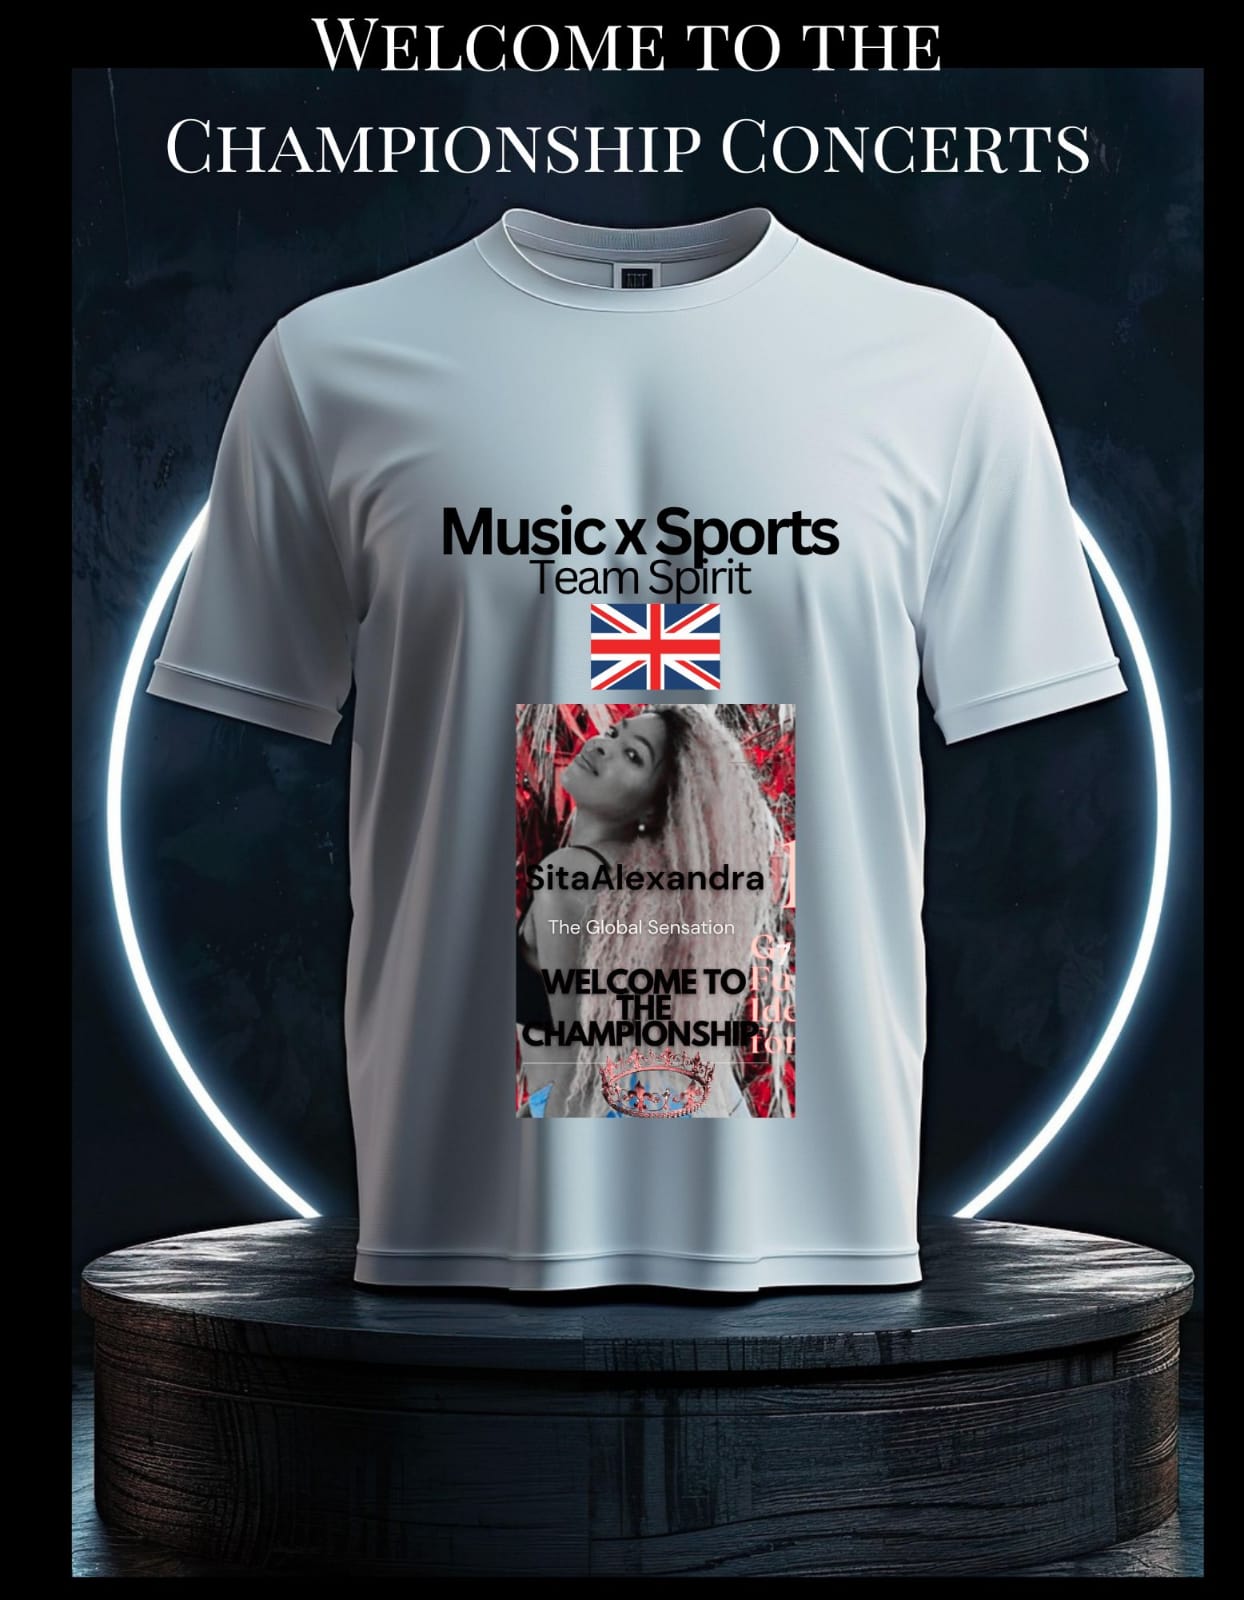 WELCOME TO THE
CHAMPIONSHIP CONCERTS
Music x Sports
Team Spirit
SitaAlexandra
The Global Sensation
WELCOME TO
THE
CHAMPIONSHIP